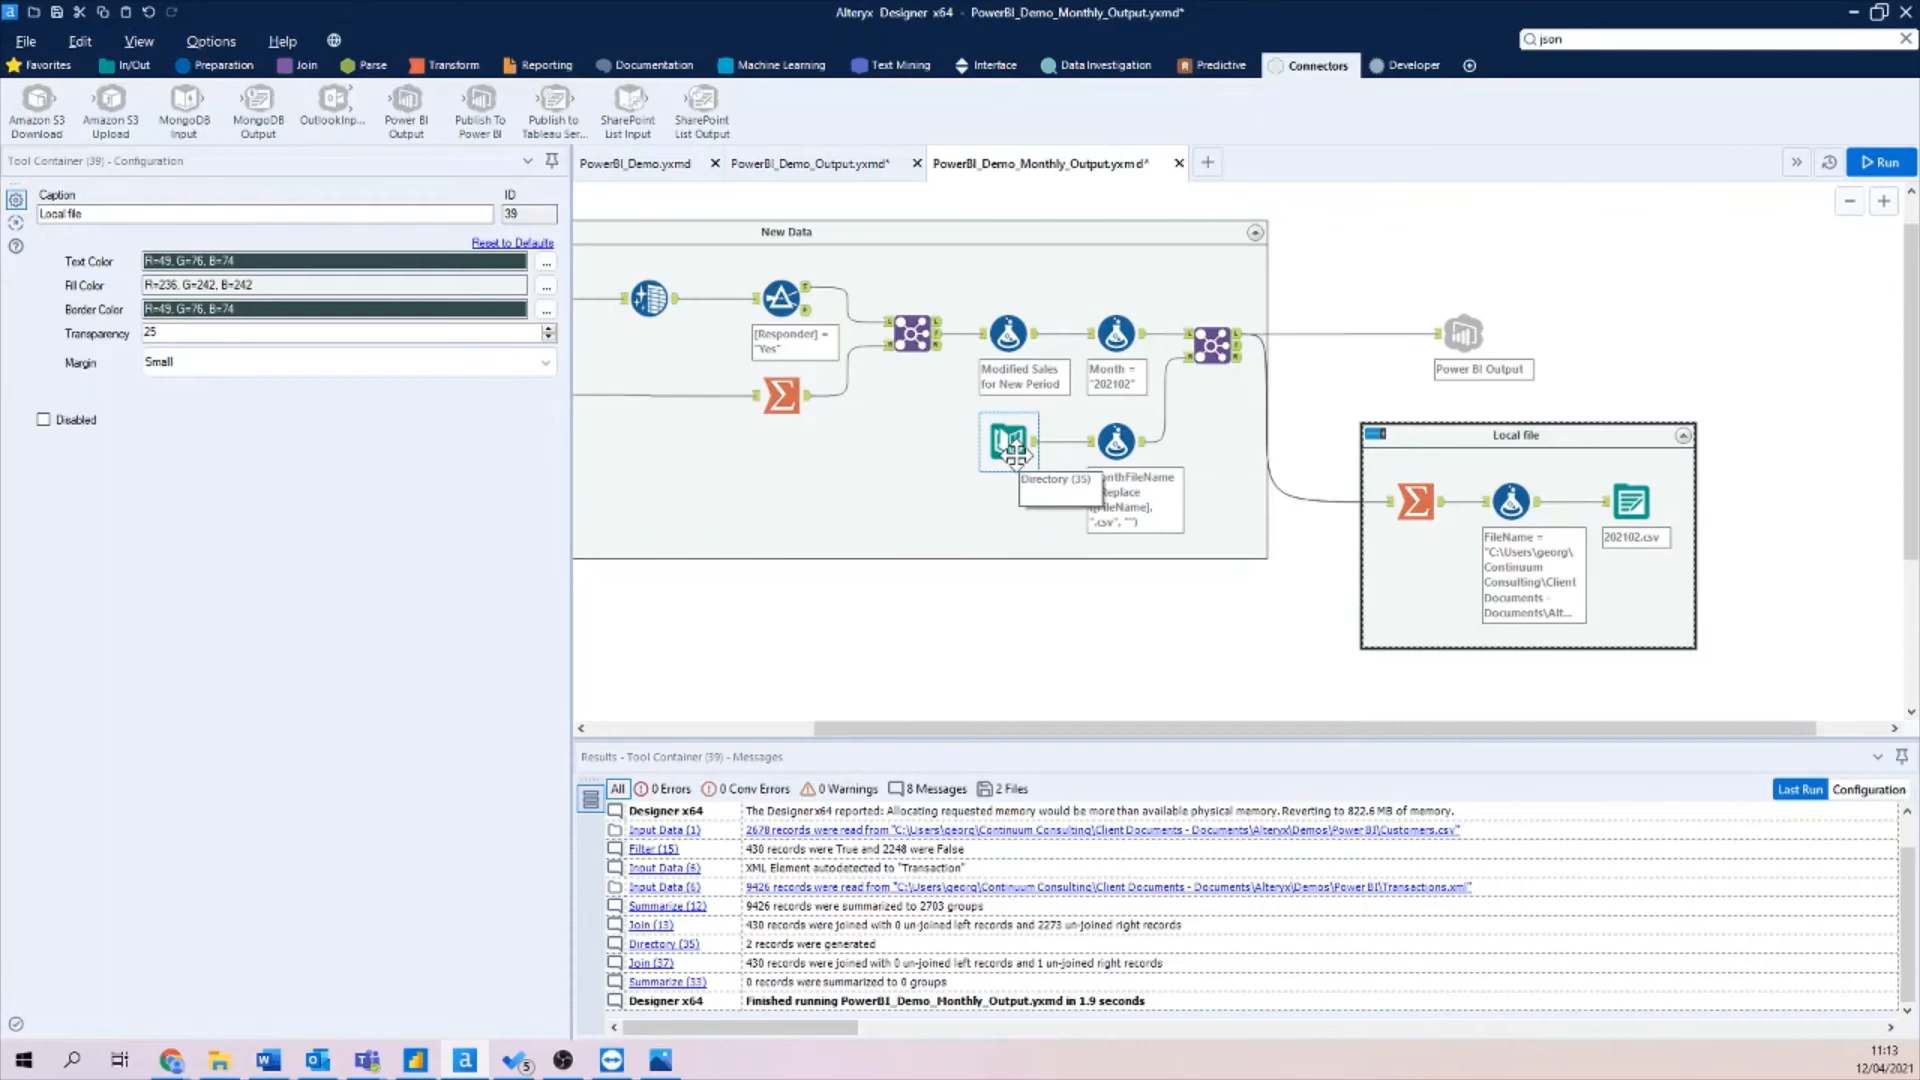 Alteryx Designer x64 - PowerBI_Demo_Monthly_Output.yxmd*
File Edit View Options Help
json
Favorites In/Out Preparation Join Parse Transform Reporting Documentation Machine Learning Text Mining Interface Data Investigation Predictive Connectors Developer
Amazon S3 Download
Amazon S3 Upload
MongoDB Input
MongoDB Output
OutlookInp...
Power BI Output
Publish To Power BI
Publish to Tableau Ser...
SharePoint List Input
SharePoint List Output
Tool Container (39) - Configuration
PowerBI_Demo.yxmd
PowerBI_Demo_Output.yxmd*
PowerBI_Demo_Monthly_Output.yxmd*
Run
Caption
ID
Local file
39
Reset to Defaults
Text Color R=49, G=76, B=74 ...
Fill Color R=236, G=242, B=242 ...
Border Color R=49, G=76, B=74 ...
Transparency 25
Margin Small
Disabled
New Data
[Responder] =
"Yes"
Modified Sales
for New Period
Month =
"202102"
Power BI Output
Directory (35)
nthFileName
Replace
FileName],
".csv", "")
Local file
FileName =
"C:\Users\georg\
Continuum
Consulting\Client
Documents -
Documents\Alt...
202102.csv
Results - Tool Container (39) - Messages
All 0 Errors 0 Conv Errors 0 Warnings 8 Messages 2 Files
Last Run Configuration
Designer x64 The Designer x64 reported: Allocating requested memory would be more than available physical memory. Reverting to 822.6 MB of memory.
Input Data (1) 2678 records were read from "C:\Users\georg\Continuum Consulting\Client Documents - Documents\Alteryx\Demos\Power BI\Customers.csv"
Filter (15) 430 records were True and 2248 were False
Input Data (6) XML Element autodetected to "Transaction"
Input Data (6) 9426 records were read from "C:\Users\georg\Continuum Consulting\Client Documents - Documents\Alteryx\Demos\Power BI\Transactions.xml"
Summarize (12) 9426 records were summarized to 2703 groups
Join (13) 430 records were joined with 0 un-joined left records and 2273 un-joined right records
Directory (35) 2 records were generated
Join (37) 430 records were joined with 0 un-joined left records and 1 un-joined right records
Summarize (33) 0 records were summarized to 0 groups
Designer x64 Finished running PowerBI_Demo_Monthly_Output.yxmd in 1.9 seconds
5
11:13
12/04/2021